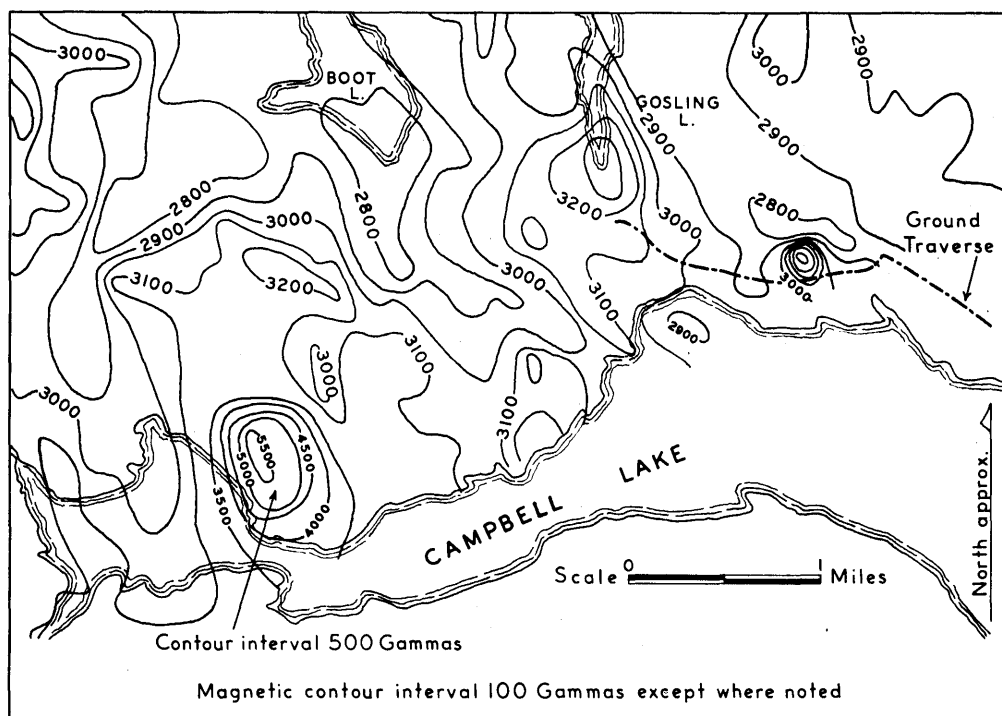 3000
BOOT
L.
GOSLING
L.
3000
2900
2900
2900
2800
2900
2800
3000
3200
3000
2800
Ground
Traverse
3100
3200
3000
3100
3000
2900
3000
3100
3000
3100
5500
5000
4500
3500
4000
CAMPBELL LAKE
North approx.
Scale 0 1 Miles
Contour interval 500 Gammas
Magnetic contour interval 100 Gammas except where noted